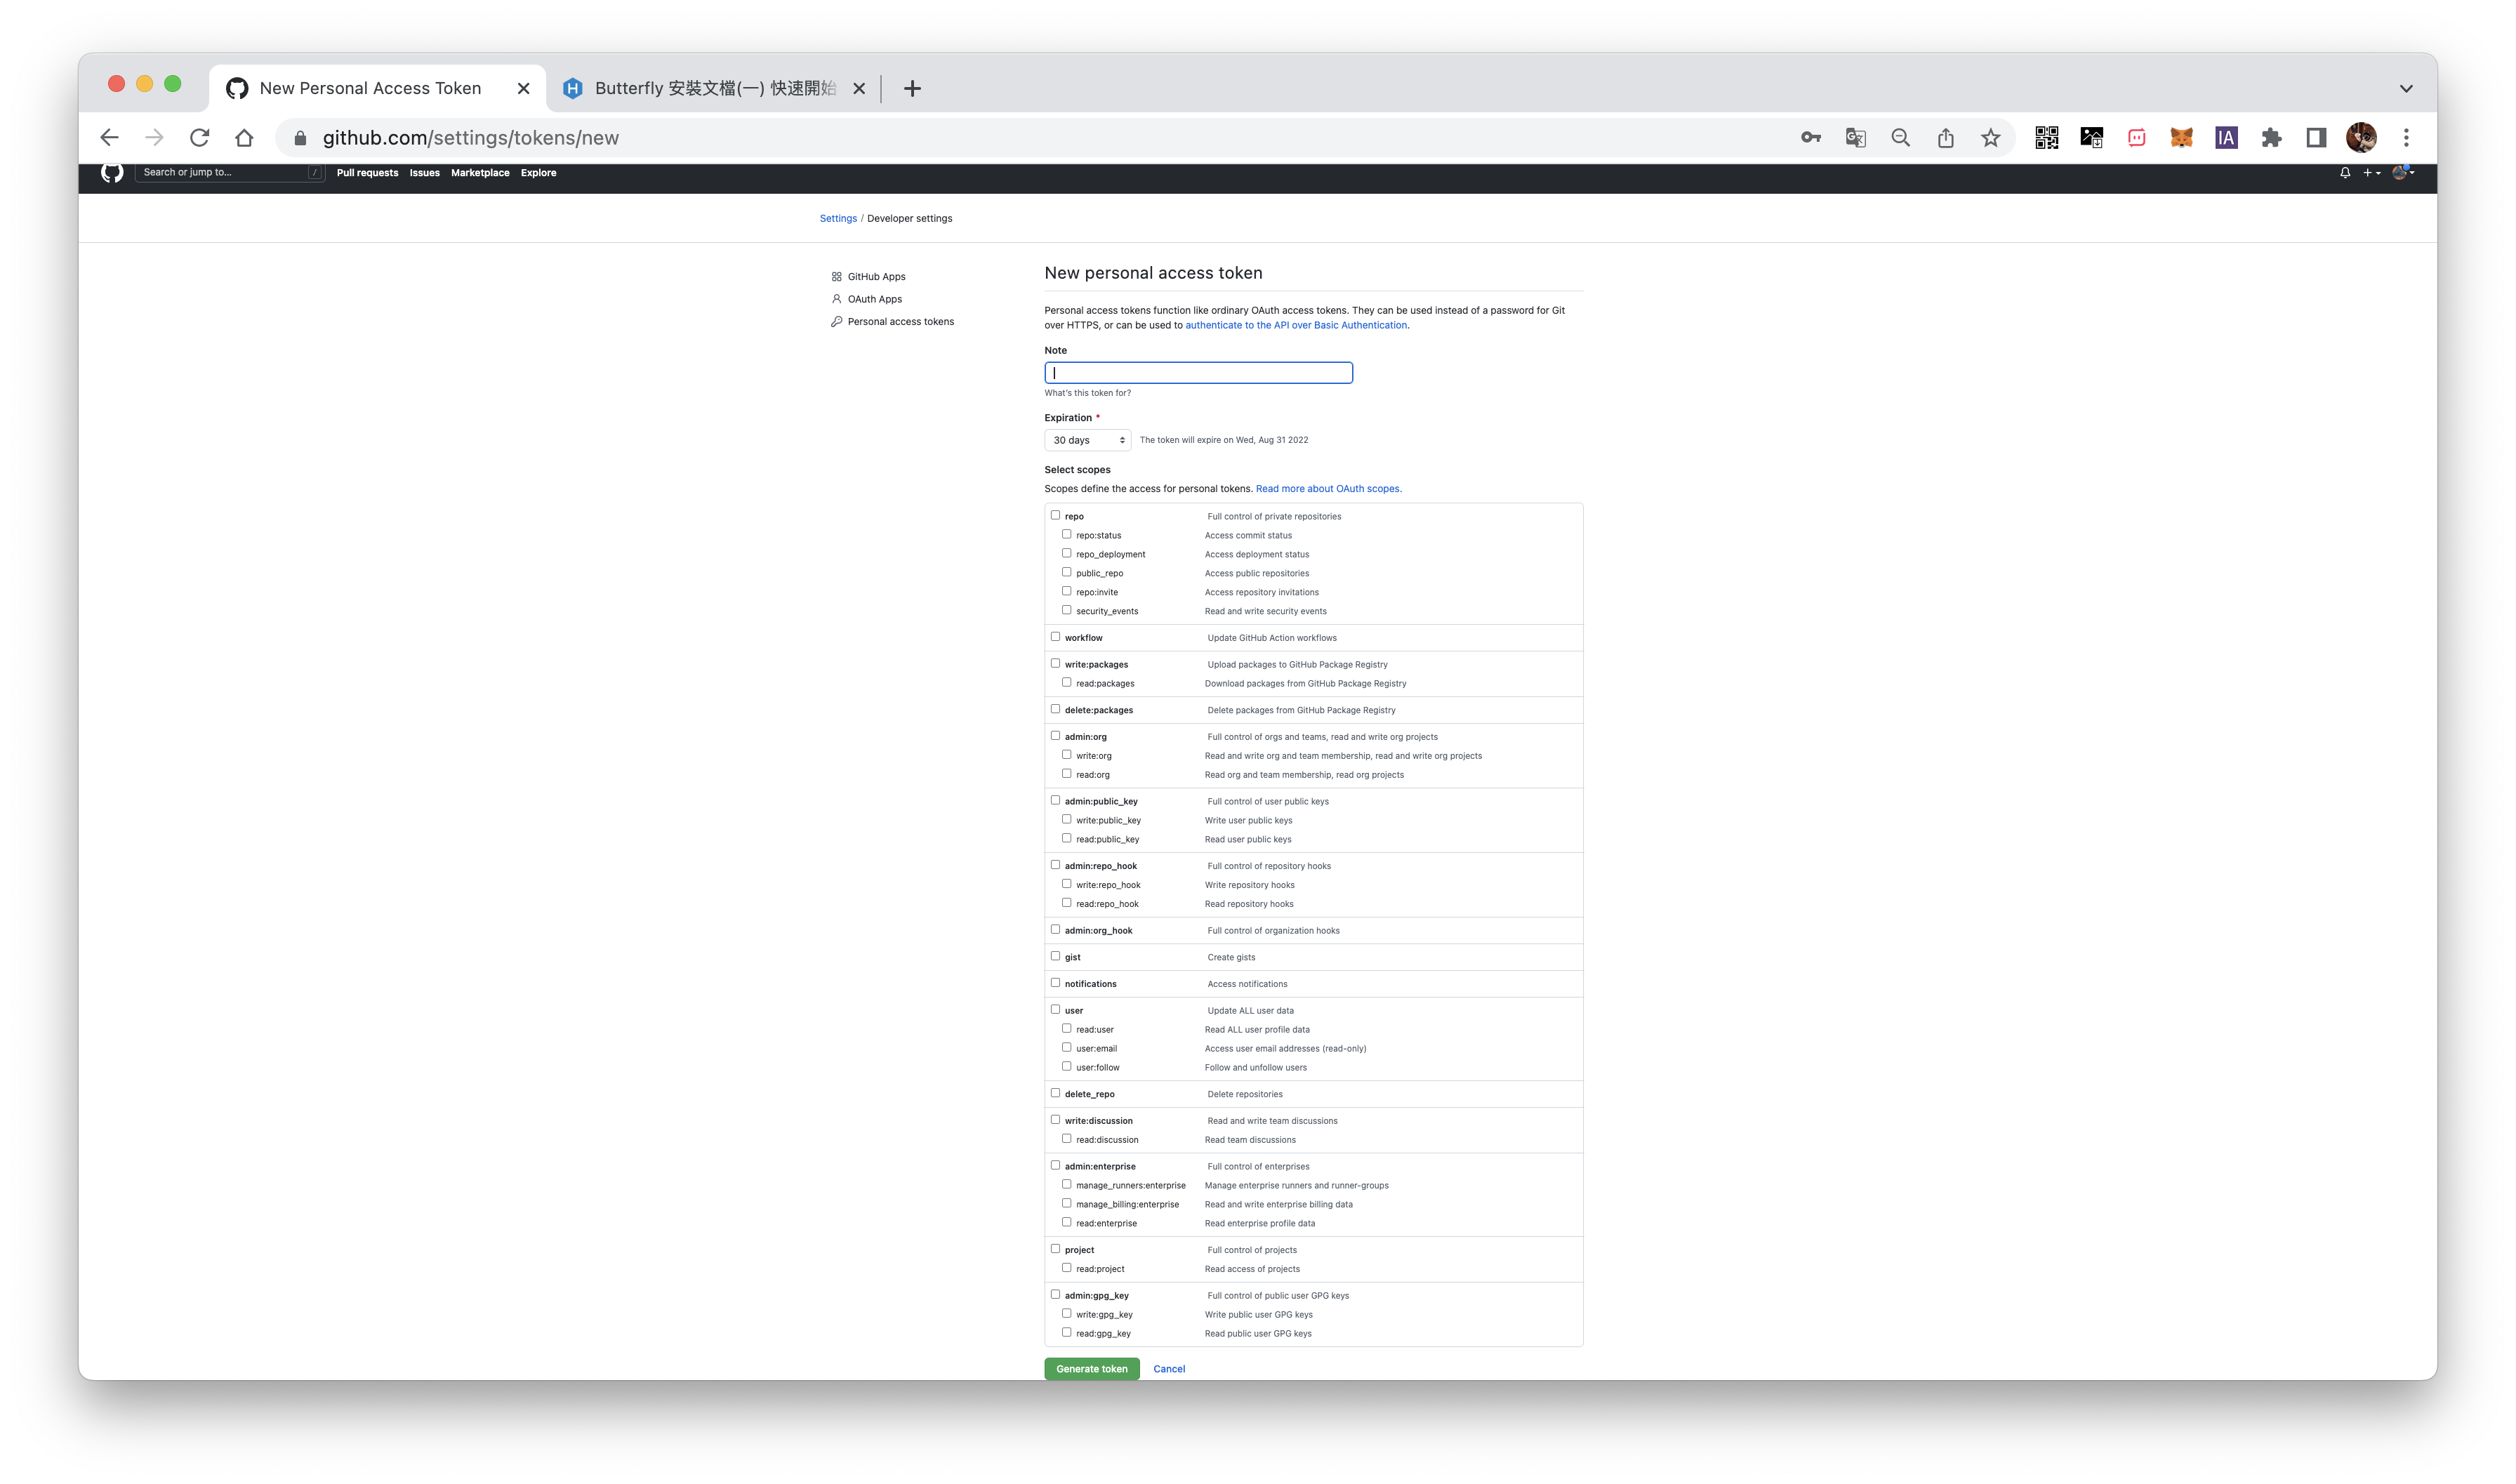 New Personal Access Token
Butterfly 安裝文檔(一) 快速開始
github.com/settings/tokens/new
Search or jump to... /
Pull requests Issues Marketplace Explore
Settings / Developer settings
GitHub Apps
OAuth Apps
Personal access tokens
New personal access token
Personal access tokens function like ordinary OAuth access tokens. They can be used instead of a password for Git
over HTTPS, or can be used to authenticate to the API over Basic Authentication.
Note
What's this token for?
Expiration *
30 days The token will expire on Wed, Aug 31 2022
Select scopes
Scopes define the access for personal tokens. Read more about OAuth scopes.
repo Full control of private repositories
repo:status Access commit status
repo_deployment Access deployment status
public_repo Access public repositories
repo:invite Access repository invitations
security_events Read and write security events
workflow Update GitHub Action workflows
write:packages Upload packages to GitHub Package Registry
read:packages Download packages from GitHub Package Registry
delete:packages Delete packages from GitHub Package Registry
admin:org Full control of orgs and teams, read and write org projects
write:org Read and write org and team membership, read and write org projects
read:org Read org and team membership, read org projects
admin:public_key Full control of user public keys
write:public_key Write user public keys
read:public_key Read user public keys
admin:repo_hook Full control of repository hooks
write:repo_hook Write repository hooks
read:repo_hook Read repository hooks
admin:org_hook Full control of organization hooks
gist Create gists
notifications Access notifications
user Update ALL user data
read:user Read ALL user profile data
user:email Access user email addresses (read-only)
user:follow Follow and unfollow users
delete_repo Delete repositories
write:discussion Read and write team discussions
read:discussion Read team discussions
admin:enterprise Full control of enterprises
manage_runners:enterprise Manage enterprise runners and runner-groups
manage_billing:enterprise Read and write enterprise billing data
read:enterprise Read enterprise profile data
project Full control of projects
read:project Read access of projects
admin:gpg_key Full control of public user GPG keys
write:gpg_key Write public user GPG keys
read:gpg_key Read public user GPG keys
Generate token Cancel